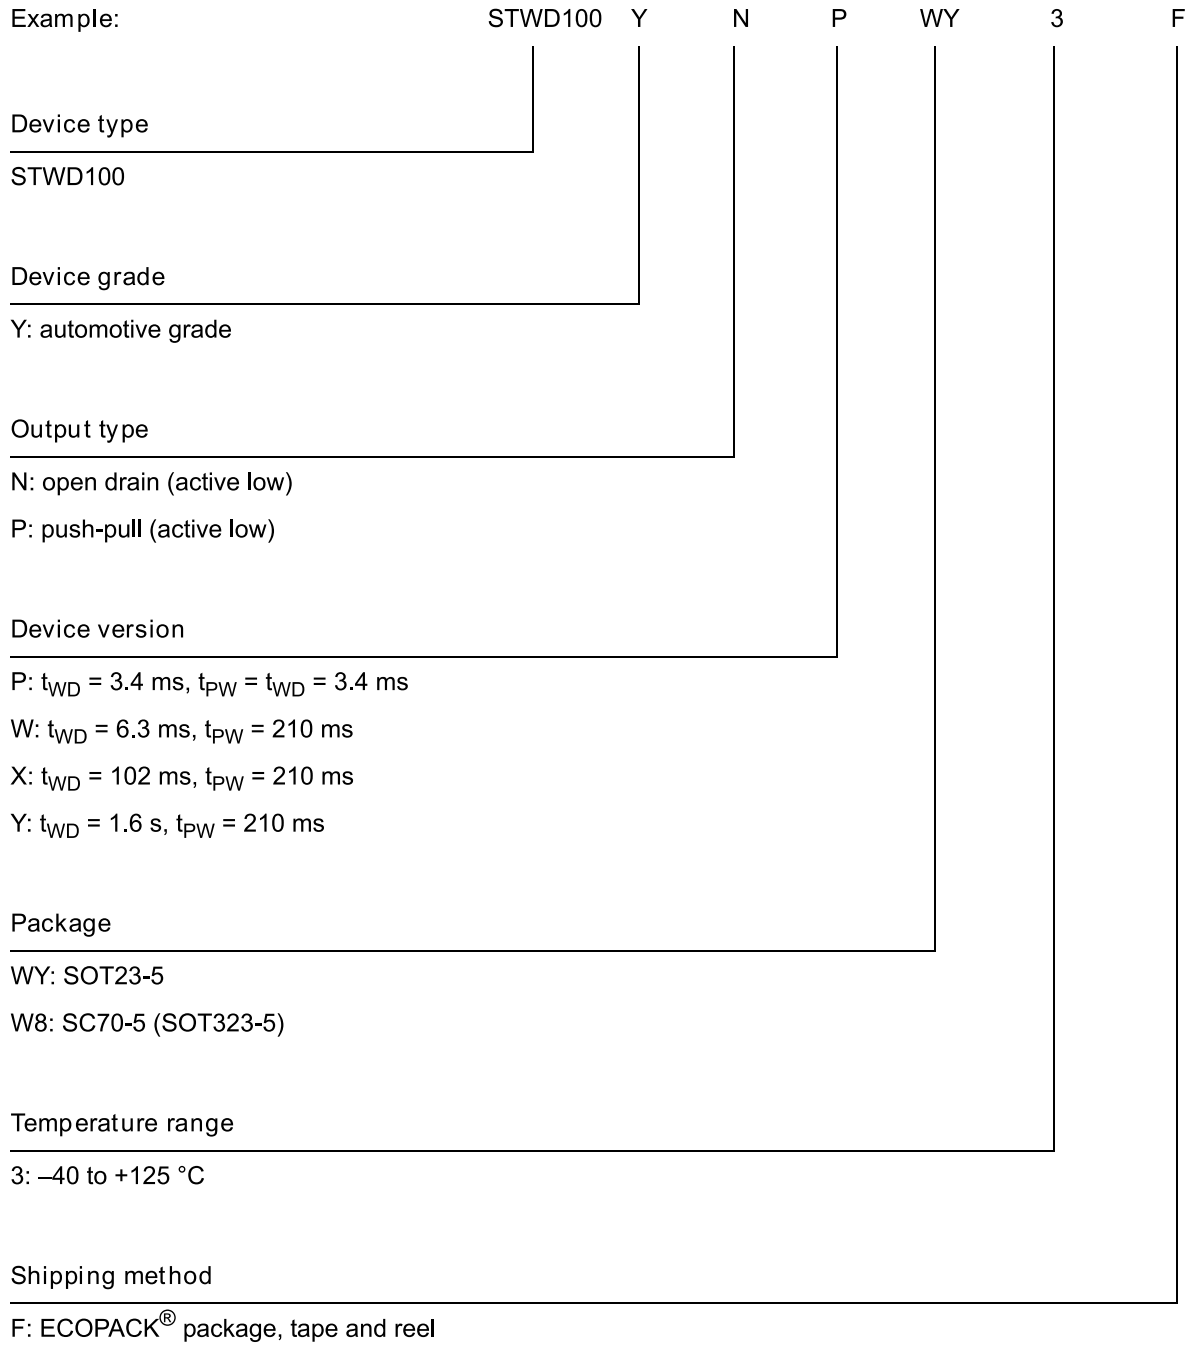 Example: STWD100 Y N P WY 3 F
Device type
STWD100
Device grade
Y: automotive grade
Output type
N: open drain (active low)
P: push-pull (active low)
Device version
P: tWD = 3.4 ms, tPW = tWD = 3.4 ms
W: tWD = 6.3 ms, tPW = 210 ms
X: tWD = 102 ms, tPW = 210 ms
Y: tWD = 1.6 s, tPW = 210 ms
Package
WY: SOT23-5
W8: SC70-5 (SOT323-5)
Temperature range
3: –40 to +125 °C
Shipping method
F: ECOPACK® package, tape and reel